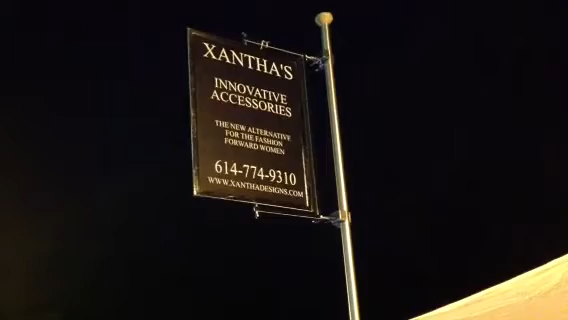 XANTHA'S
INNOVATIVE
ACCESSORIES
THE NEW ALTERNATIVE
FOR THE FASHION
FORWARD WOMEN
614-774-9310
WWW.XANTHADESIGNS.COM